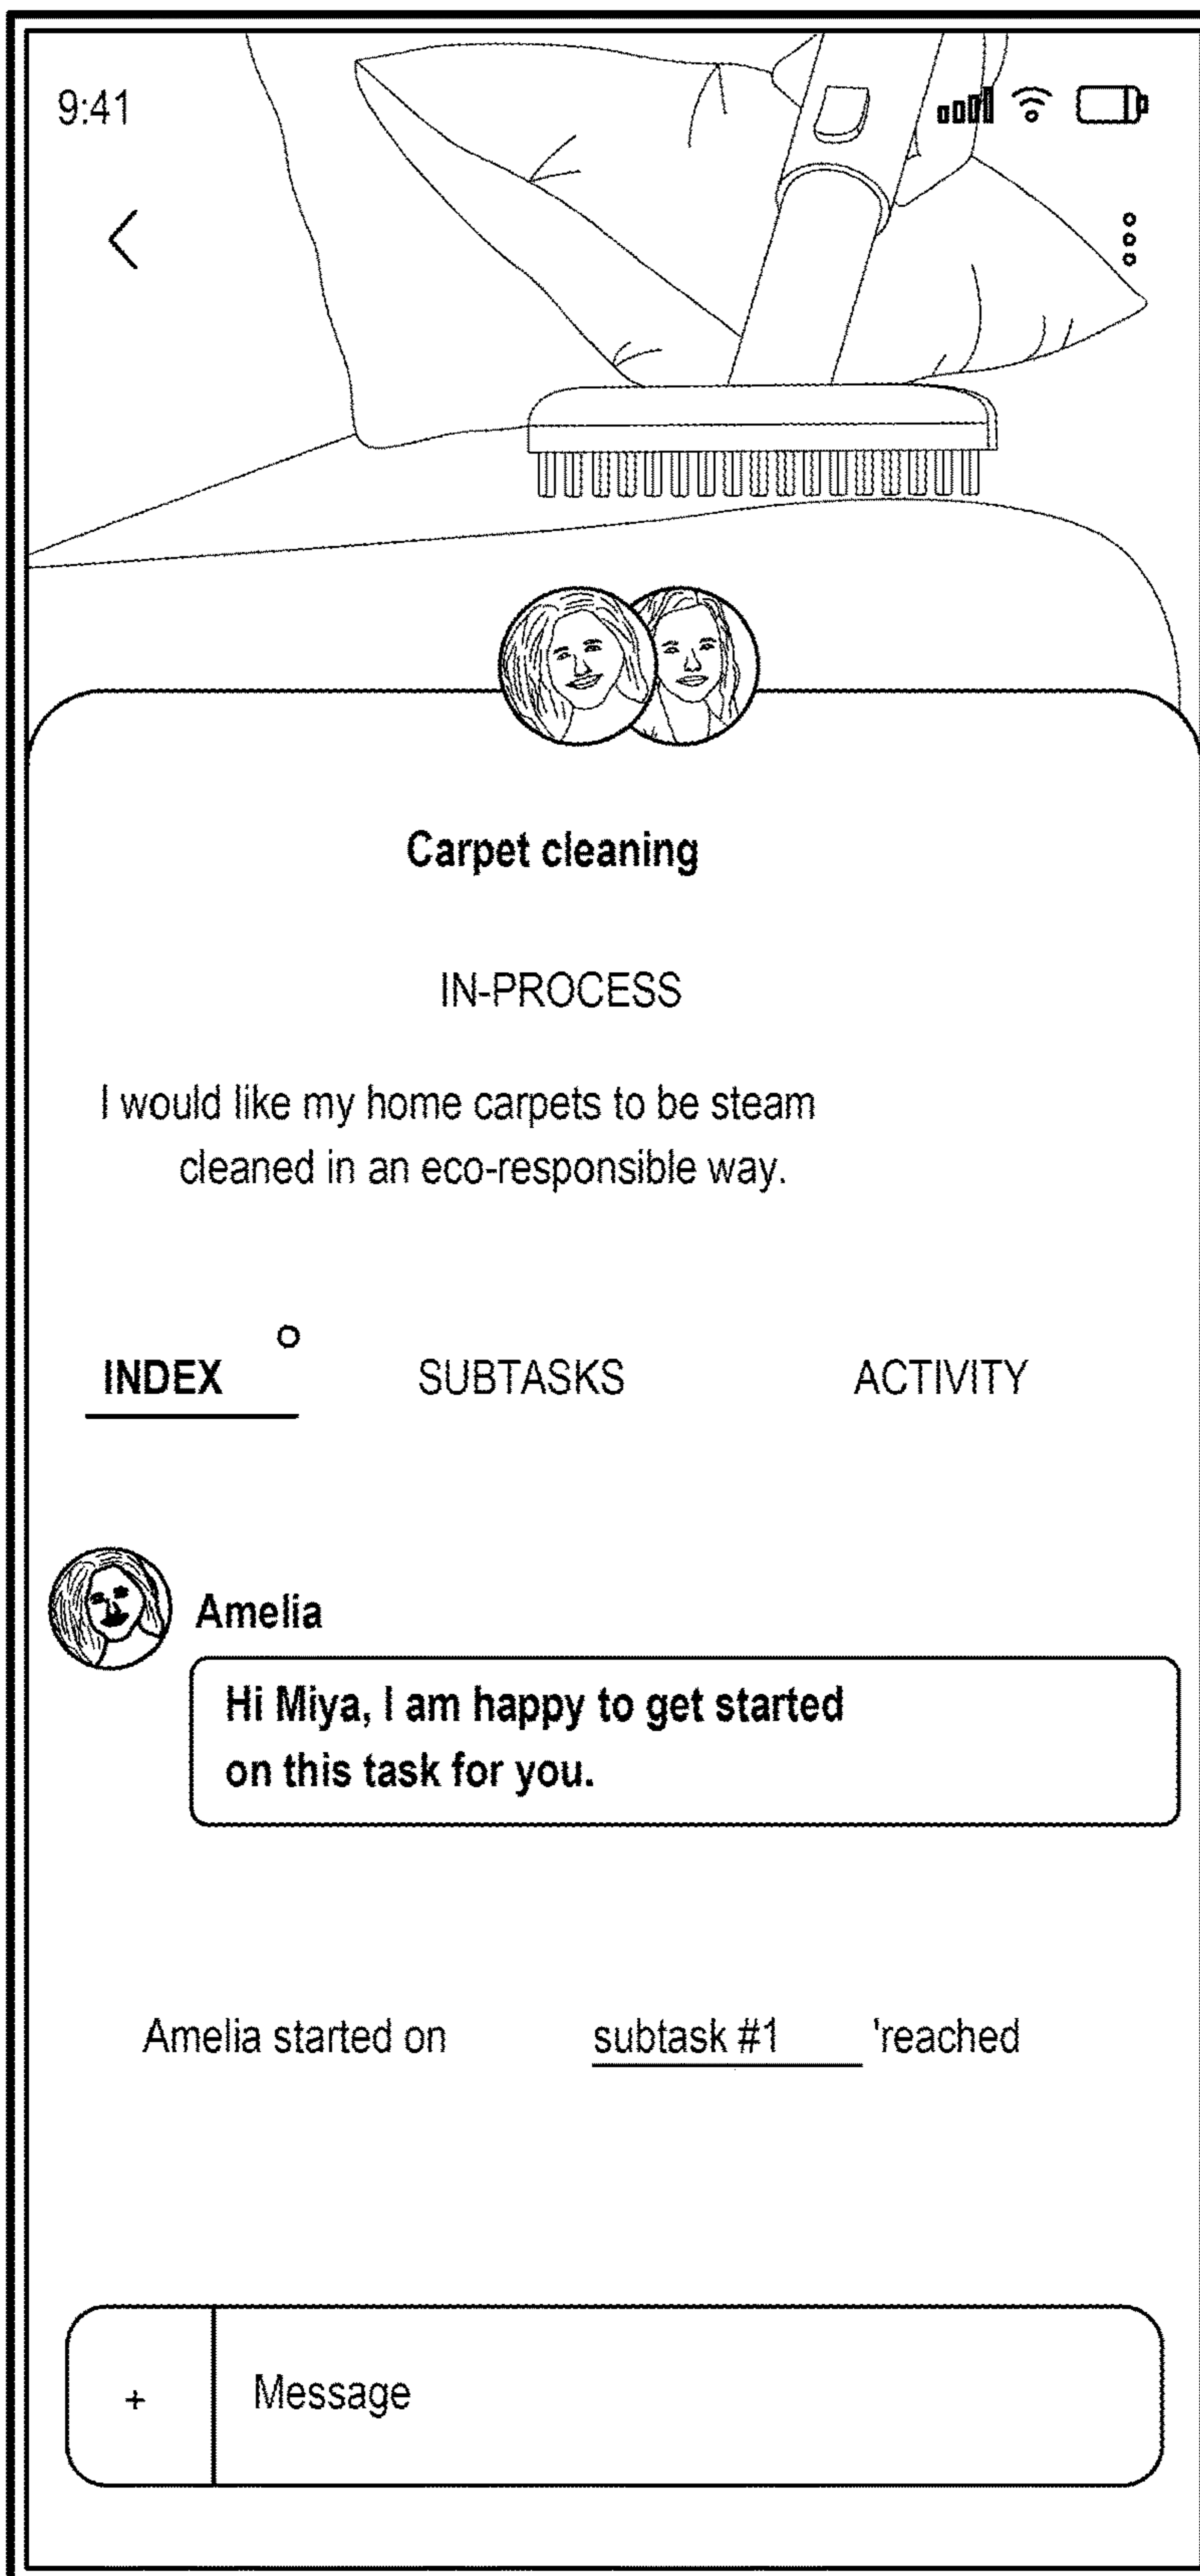 9:41
Carpet cleaning
IN-PROCESS
I would like my home carpets to be steam
cleaned in an eco-responsible way.
INDEX SUBTASKS ACTIVITY
Amelia
Hi Miya, I am happy to get started
on this task for you.
Amelia started on subtask #1 'reached
+ Message